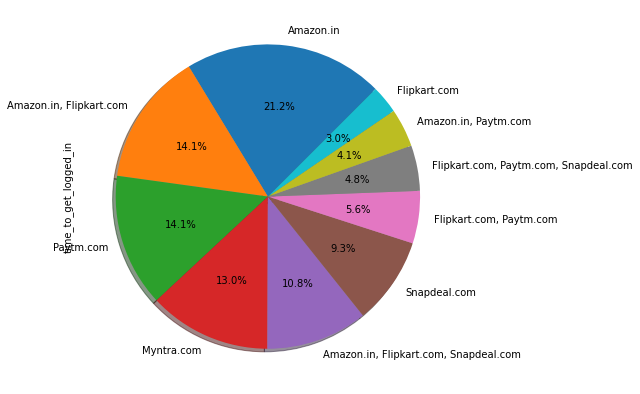 Amazon.in
21.2%
Amazon.in, Flipkart.com
14.1%
Paytm.com
14.1%
Myntra.com
13.0%
Amazon.in, Flipkart.com, Snapdeal.com
10.8%
Snapdeal.com
9.3%
Flipkart.com, Paytm.com
5.6%
Flipkart.com, Paytm.com, Snapdeal.com
4.8%
Amazon.in, Paytm.com
4.1%
Flipkart.com
3.0%
time_to_get_logged_in